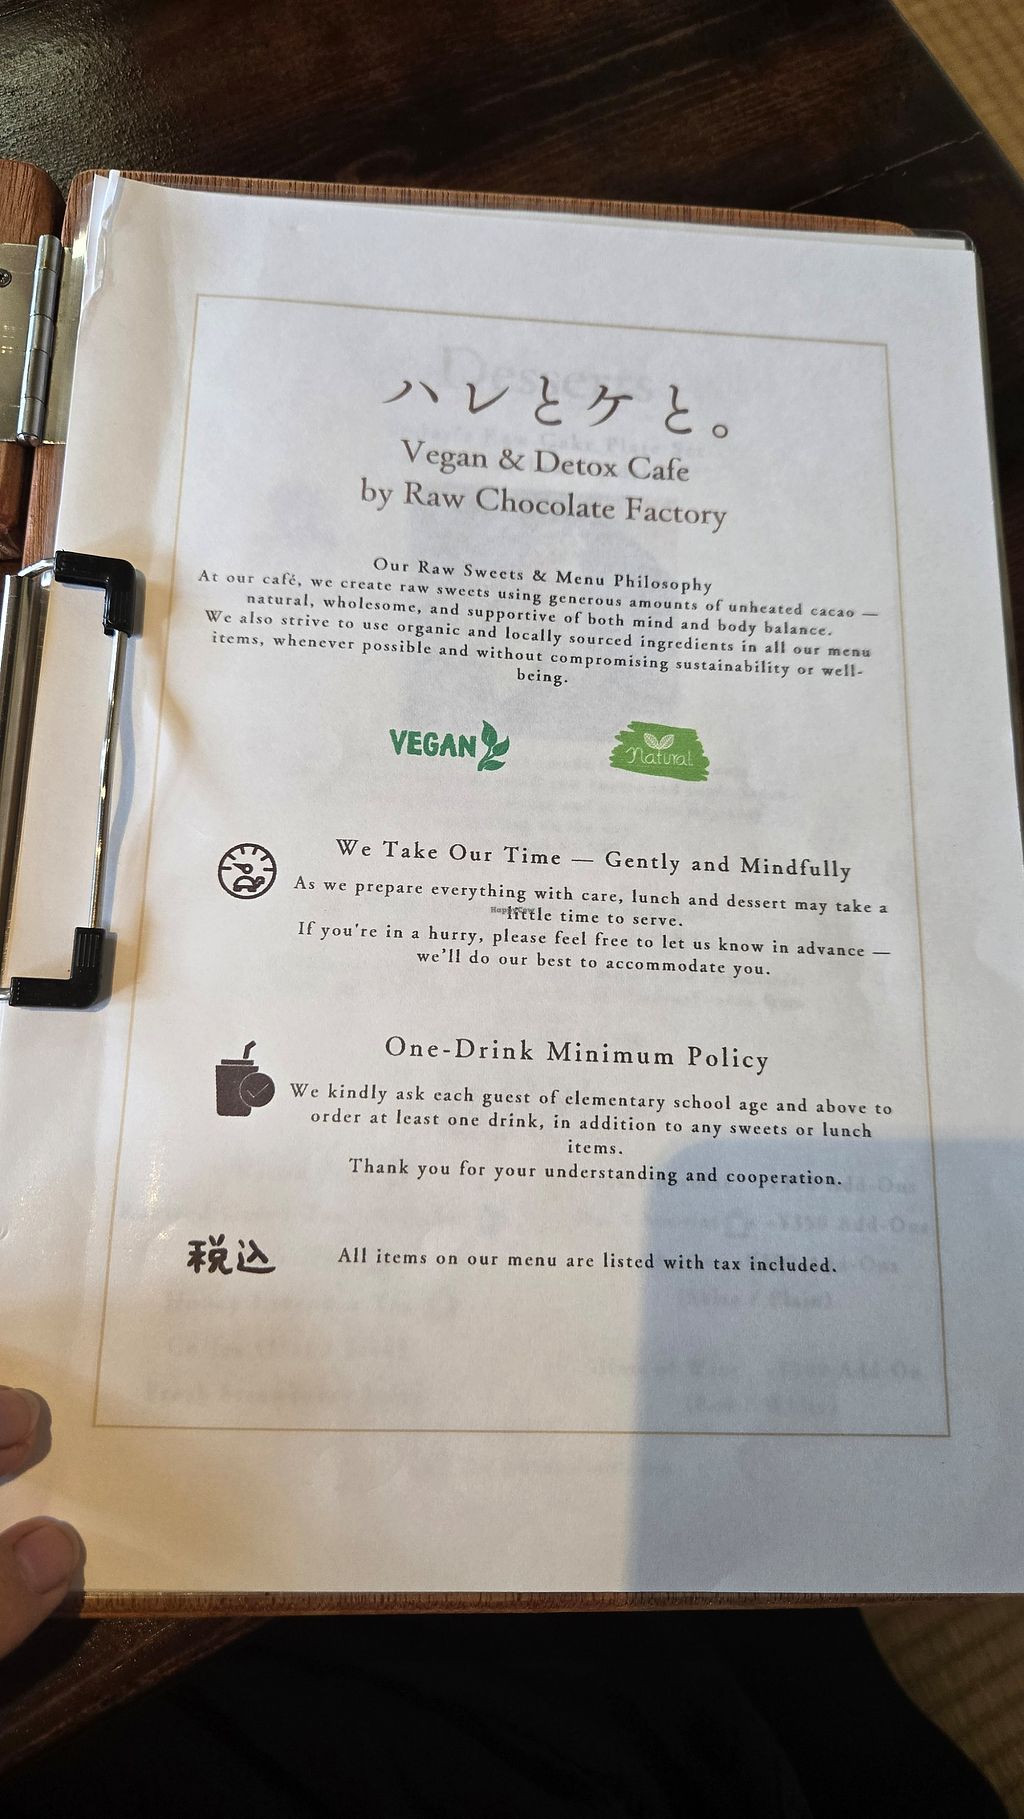 ハレとケと。
Vegan & Detox Cafe
by Raw Chocolate Factory
Our Raw Sweets & Menu Philosophy
At our café, we create raw sweets using generous amounts of unheated cacao —
natural, wholesome, and supportive of both mind and body balance.
We also strive to use organic and locally sourced ingredients in all our menu
items, whenever possible and without compromising sustainability or well-
being.
VEGAN
Natural
We Take Our Time — Gently and Mindfully
As we prepare everything with care, lunch and dessert may take a
little time to serve.
HappyCow
If you're in a hurry, please feel free to let us know in advance —
we'll do our best to accommodate you.
One-Drink Minimum Policy
We kindly ask each guest of elementary school age and above to
order at least one drink, in addition to any sweets or lunch
items.
Thank you for your understanding and cooperation.
税込
All items on our menu are listed with tax included.